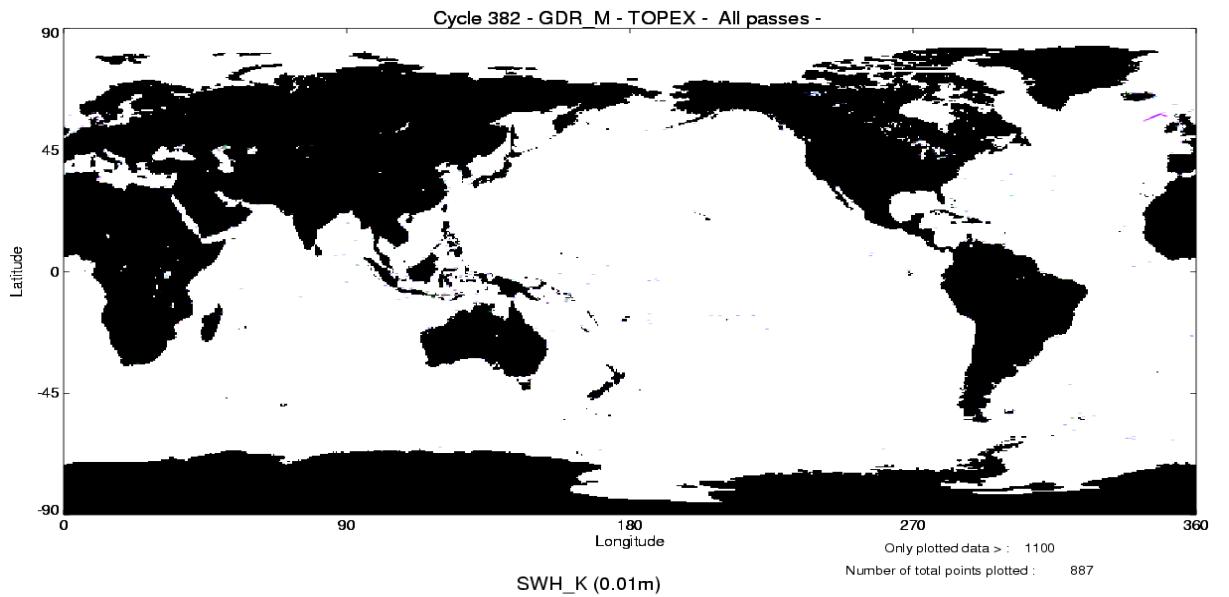 Cycle 382 - GDR_M - TOPEX - All passes -
90
45
0
-45
-90
Latitude
0 90 180 270 360
Longitude
Only plotted data > : 1100
Number of total points plotted : 887
SWH_K (0.01m)